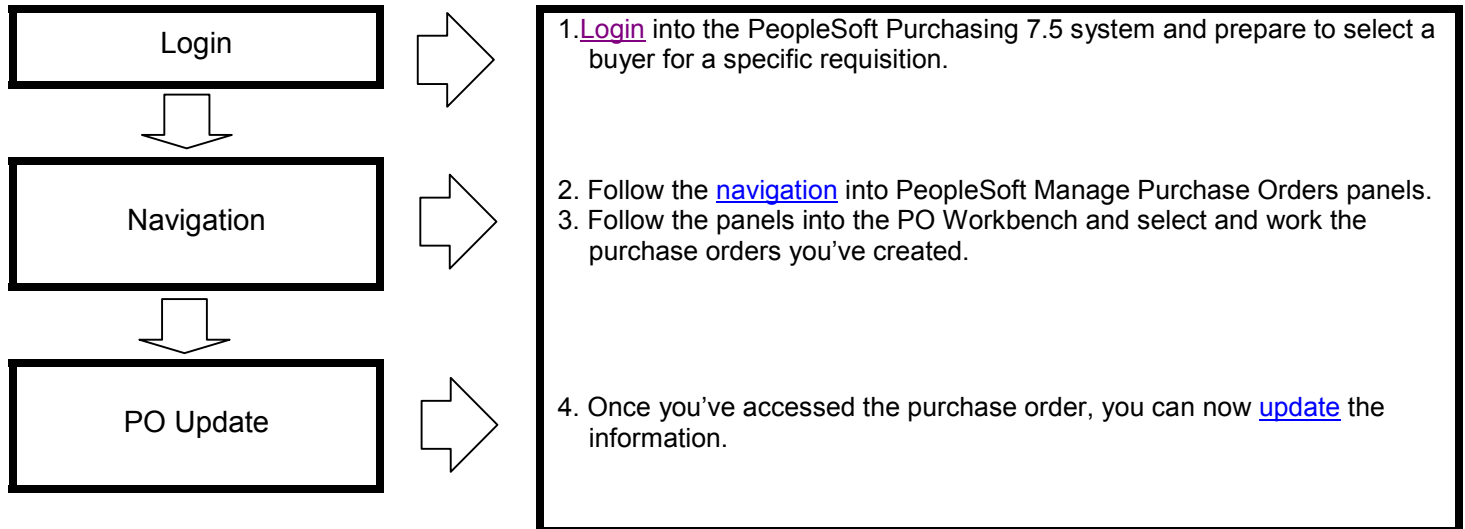 Login
1.Login into the PeopleSoft Purchasing 7.5 system and prepare to select a
buyer for a specific requisition.
Navigation
2. Follow the navigation into PeopleSoft Manage Purchase Orders panels.
3. Follow the panels into the PO Workbench and select and work the
purchase orders you’ve created.
PO Update
4. Once you’ve accessed the purchase order, you can now update the
information.